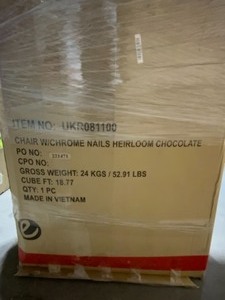 ITEM NO: UKR081100
CHAIR W/CHROME NAILS HEIRLOOM CHOCOLATE
PO NO:
CPO NO:
GROSS WEIGHT: 24 KGS / 52.91 LBS
CUBE FT: 18.77
QTY: 1 PC
MADE IN VIETNAM